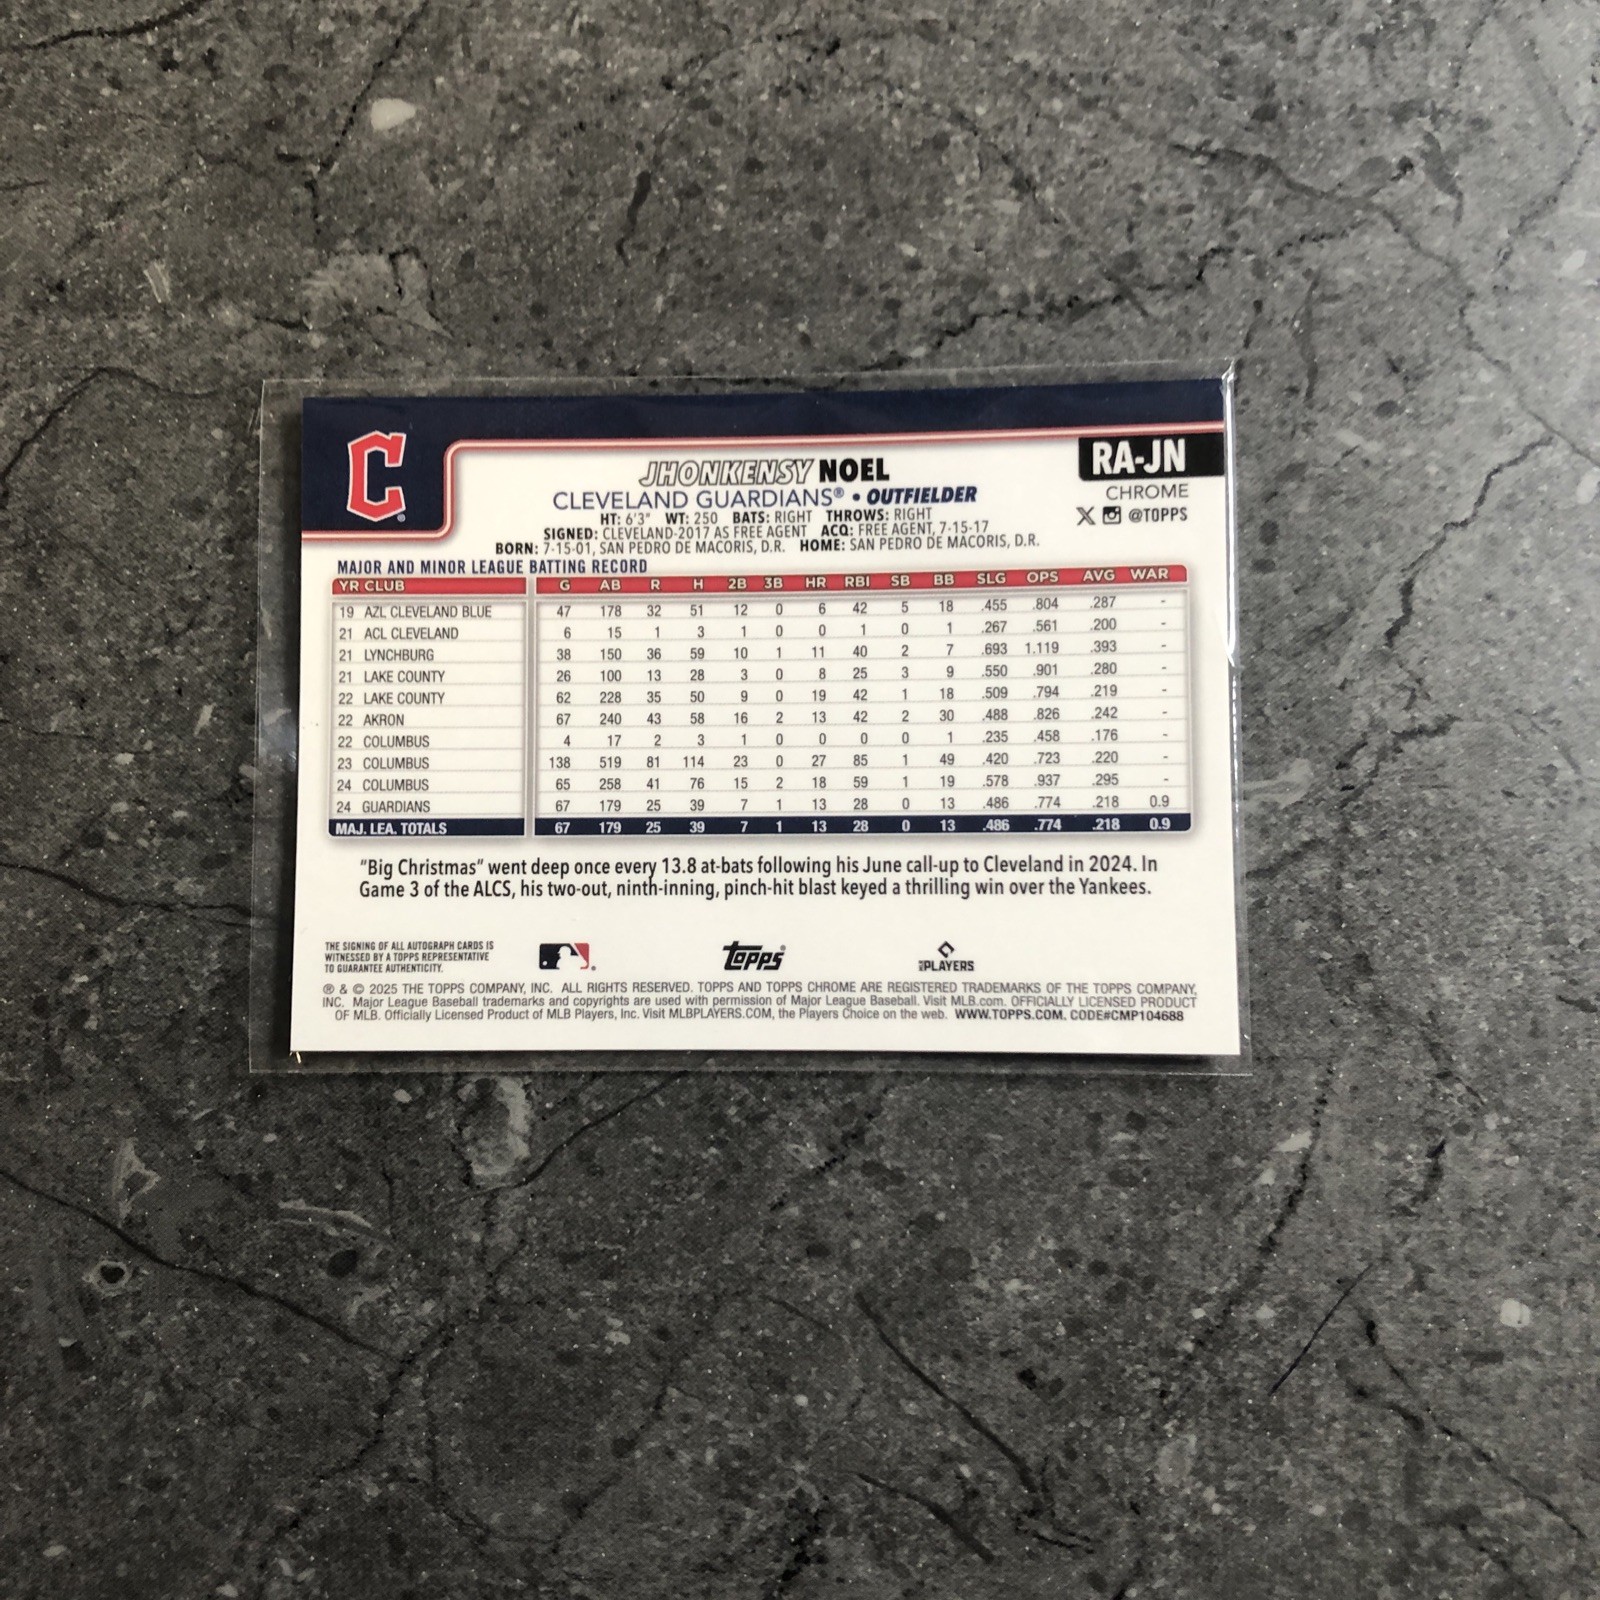 C
RA-JN
JHONKENSY NOEL
CHROME
CLEVELAND GUARDIANS® • OUTFIELDER
@TOPPS
HT: 6'3" WT: 250 BATS: RIGHT THROWS: RIGHT
SIGNED: CLEVELAND-2017 AS FREE AGENT ACQ: FREE AGENT, 7-15-17
BORN: 7-15-01, SAN PEDRO DE MACORIS, D.R. HOME: SAN PEDRO DE MACORIS, D.R.
MAJOR AND MINOR LEAGUE BATTING RECORD
YR CLUB G AB R H 2B 3B HR RBI SB BB SLG OPS AVG WAR
19 AZL CLEVELAND BLUE 47 178 32 51 12 0 6 42 5 18 .455 .804 .287 -
21 ACL CLEVELAND 6 15 1 3 1 0 0 1 0 1 .267 .561 .200 -
21 LYNCHBURG 38 150 36 59 10 1 11 40 2 7 .693 1.119 .393 -
21 LAKE COUNTY 26 100 13 28 3 0 8 25 3 9 .550 .901 .280 -
22 LAKE COUNTY 62 228 35 50 9 0 19 42 1 18 .509 .794 .219 -
22 AKRON 67 240 43 58 16 2 13 42 2 30 .488 .826 .242 -
22 COLUMBUS 4 17 2 3 1 0 0 0 0 1 .235 .458 .176 -
23 COLUMBUS 138 519 81 114 23 0 27 85 1 49 .420 .723 .220 -
24 COLUMBUS 65 258 41 76 15 2 18 59 1 19 .578 .937 .295 -
24 GUARDIANS 67 179 25 39 7 1 13 28 0 13 .486 .774 .218 0.9
MAJ. LEA. TOTALS 67 179 25 39 7 1 13 28 0 13 .486 .774 .218 0.9
"Big Christmas" went deep once every 13.8 at-bats following his June call-up to Cleveland in 2024. In
Game 3 of the ALCS, his two-out, ninth-inning, pinch-hit blast keyed a thrilling win over the Yankees.
THE SIGNING OF ALL AUTOGRAPH CARDS IS
WITNESSED BY A TOPPS REPRESENTATIVE
TO GUARANTEE AUTHENTICITY.
Topps®
MLB PLAYERS
® & © 2025 THE TOPPS COMPANY, INC. ALL RIGHTS RESERVED. TOPPS AND TOPPS CHROME ARE REGISTERED TRADEMARKS OF THE TOPPS COMPANY,
INC. Major League Baseball trademarks and copyrights are used with permission of Major League Baseball. Visit MLB.com. OFFICIALLY LICENSED PRODUCT
OF MLB. Officially Licensed Product of MLB Players, Inc. Visit MLBPLAYERS.COM, the Players Choice on the web. WWW.TOPPS.COM. CODE#CMP104688